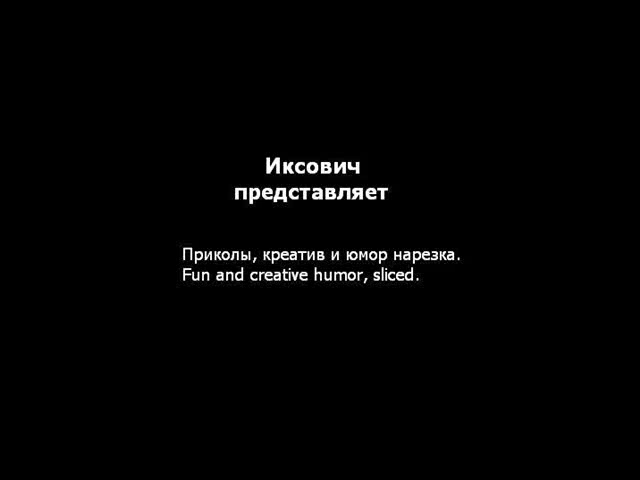 Иксович
представляет
Приколы, креатив и юмор нарезка.
Fun and creative humor, sliced.